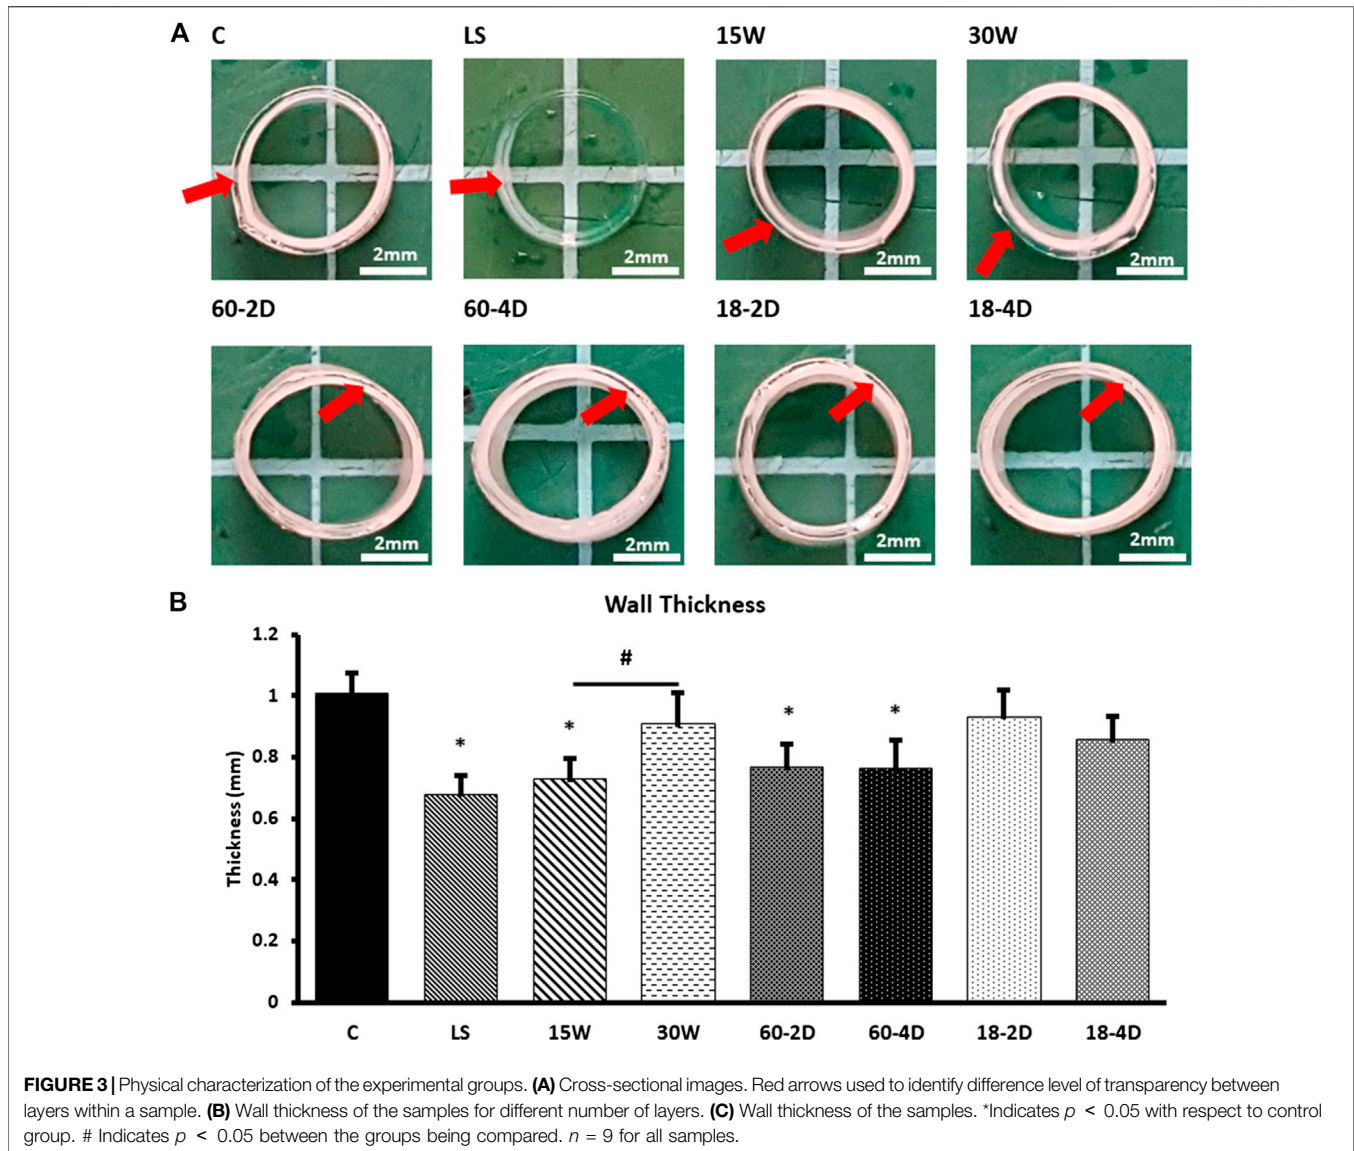 A
C
LS
15W
30W
2mm
2mm
2mm
2mm
60-2D
60-4D
18-2D
18-4D
2mm
2mm
2mm
2mm
B
Wall Thickness
1.2
1
0.8
0.6
0.4
0.2
0
Thickness (mm)
#
*
*
*
*
C
LS
15W
30W
60-2D
60-4D
18-2D
18-4D
FIGURE 3 | Physical characterization of the experimental groups. (A) Cross-sectional images. Red arrows used to identify difference level of transparency between
layers within a sample. (B) Wall thickness of the samples for different number of layers. (C) Wall thickness of the samples. *Indicates p < 0.05 with respect to control
group. # Indicates p < 0.05 between the groups being compared. n = 9 for all samples.